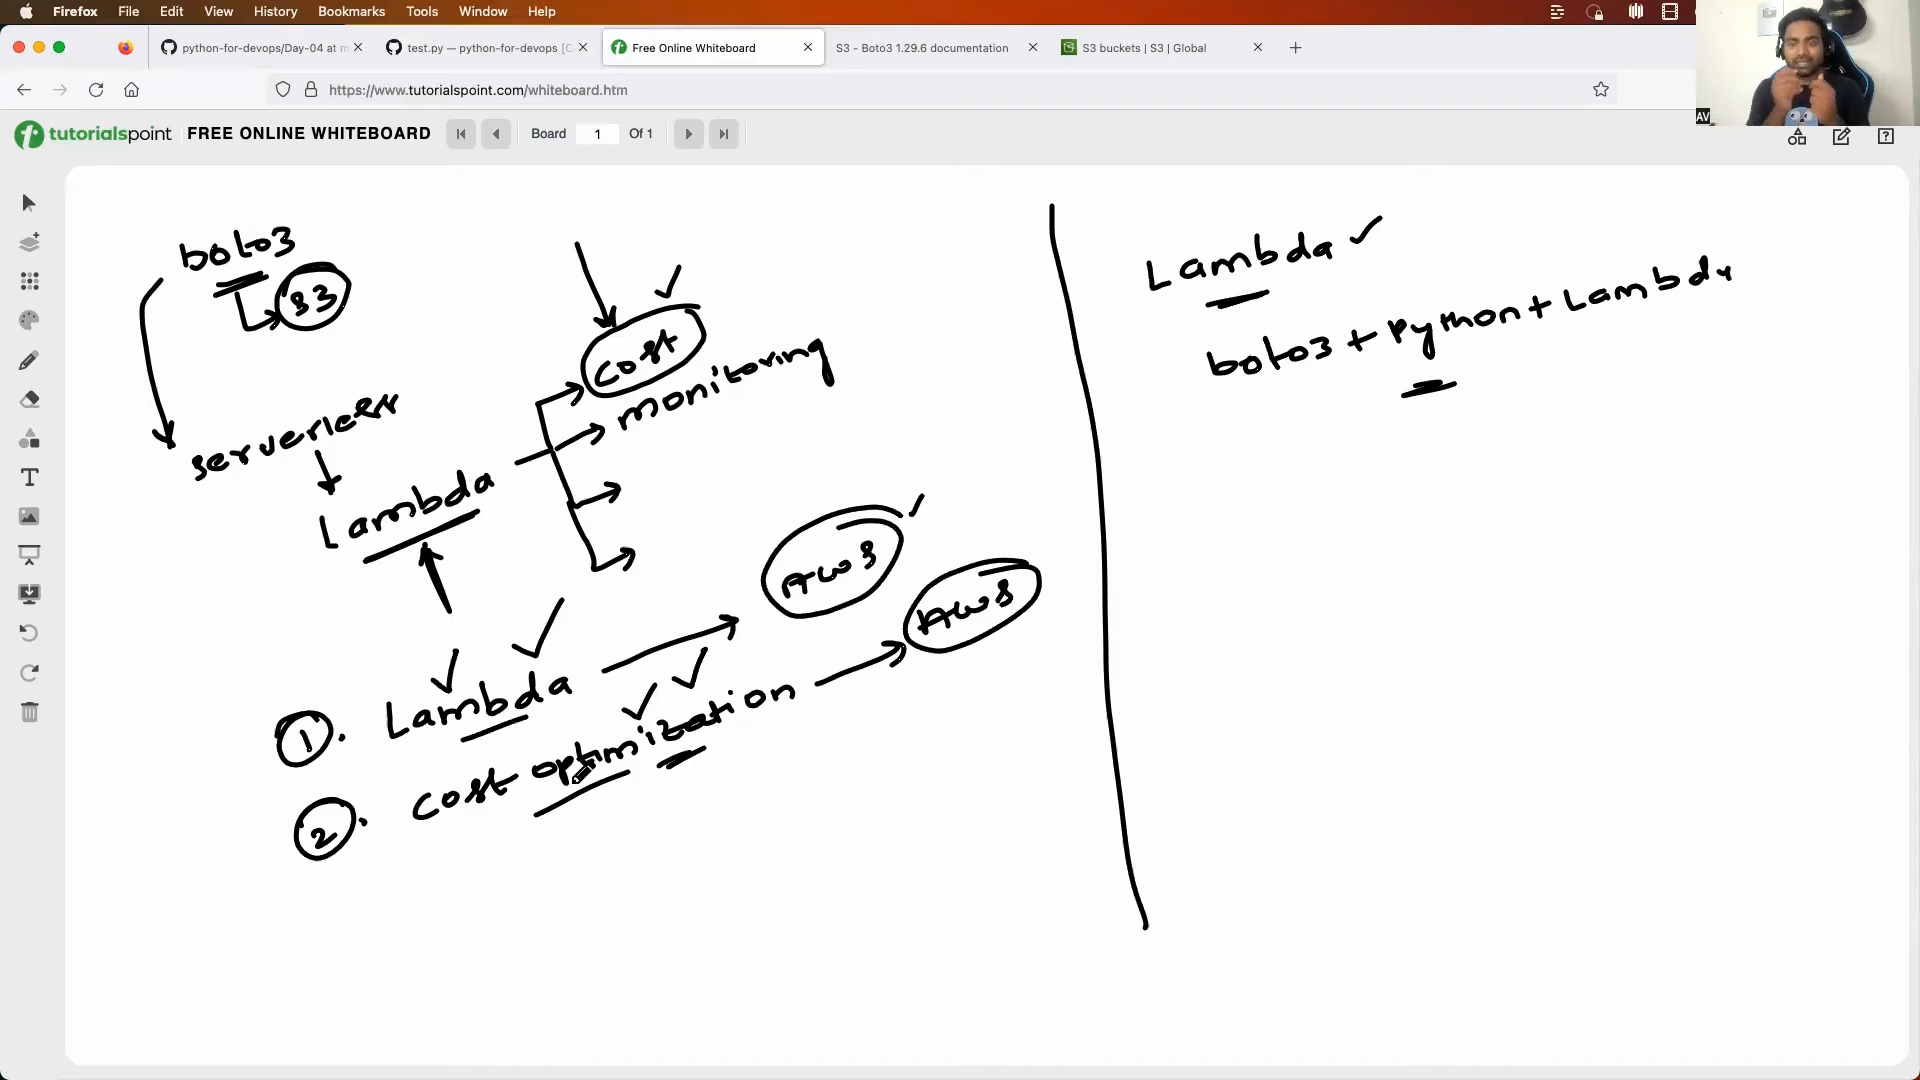 Firefox File Edit View History Bookmarks Tools Window Help
python-for-devops/Day-04 at m
test.py — python-for-devops [C
Free Online Whiteboard
S3 - Boto3 1.29.6 documentation
S3 buckets | S3 | Global
https://www.tutorialspoint.com/whiteboard.htm
AV
tutorialspoint FREE ONLINE WHITEBOARD Board 1 Of 1
boto3
S3
cost
monitoring
serverless
Lambda
AWS
AWS
1. Lambda
2. cost optimization
Lambda
boto3 + Python + Lambda